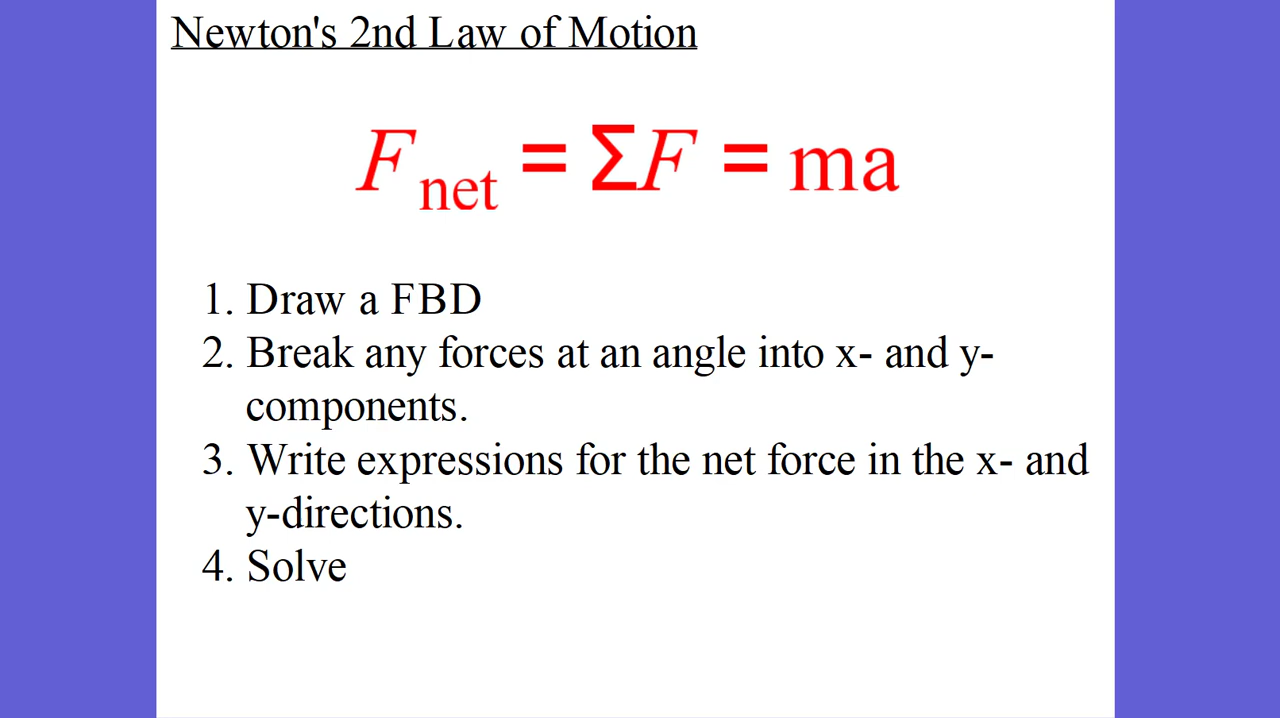 Newton's 2nd Law of Motion
F net = ΣF = ma
1. Draw a FBD
2. Break any forces at an angle into x- and y-
components.
3. Write expressions for the net force in the x- and
y-directions.
4. Solve